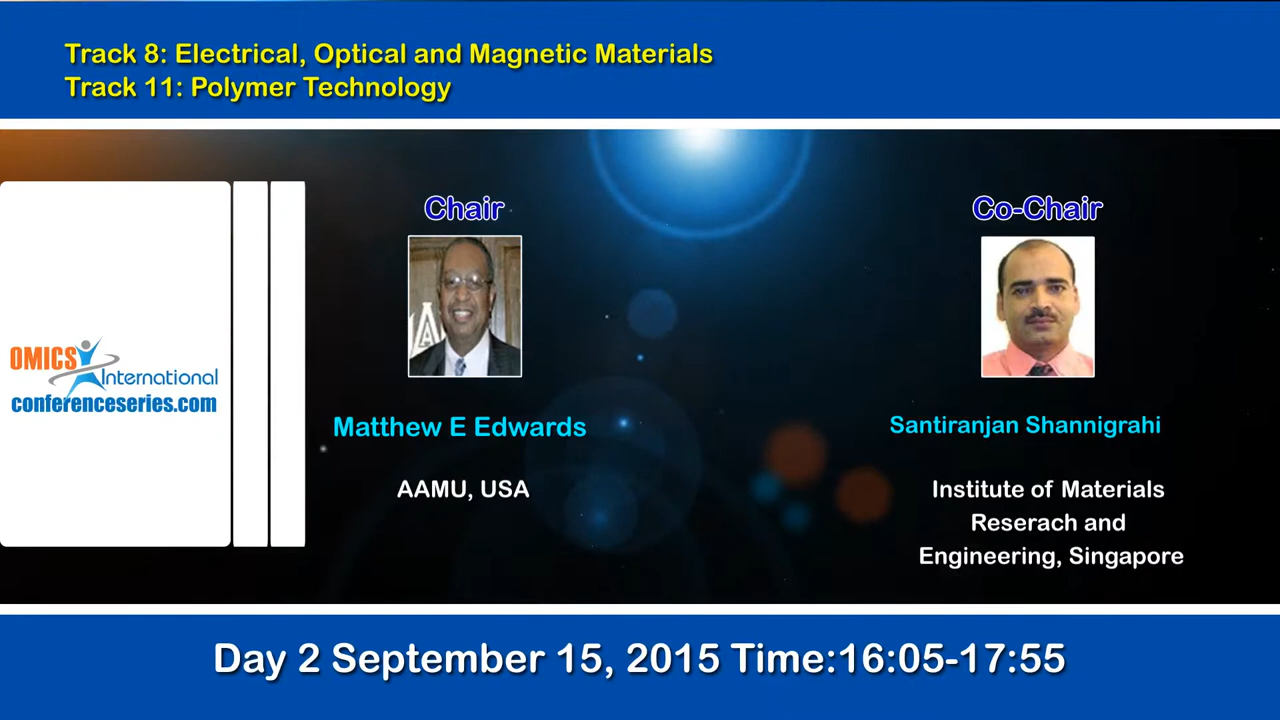 Track 8: Electrical, Optical and Magnetic Materials
Track 11: Polymer Technology
Chair
Co-Chair
OMICS
International
conferenceseries.com
Matthew E Edwards
Santiranjan Shannigrahi
AAMU, USA
Institute of Materials
Reserach and
Engineering, Singapore
Day 2 September 15, 2015 Time:16:05-17:55